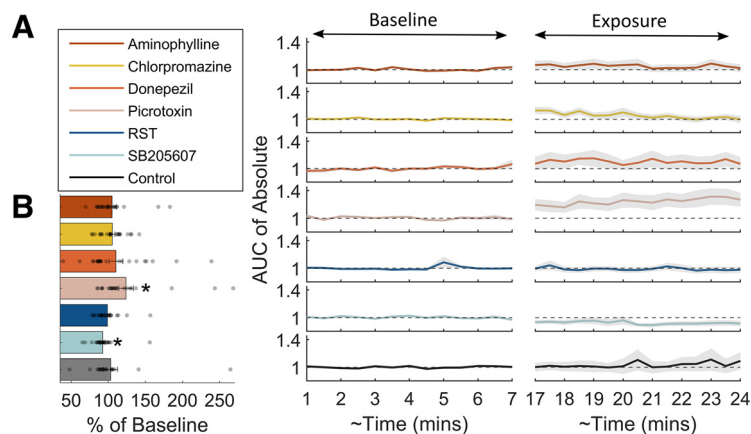 A
Aminophylline
Chlorpromazine
Donepezil
Picrotoxin
RST
SB205607
Control
B
*
*
50 100 150 200 250
% of Baseline
Baseline Exposure
AUC of Absolute
1.4
1
1.4
1
1.4
1
1.4
1
1.4
1
1.4
1
1.4
1
1 2 3 4 5 6 7
~Time (mins)
17 18 19 20 21 22 23 24
~Time (mins)